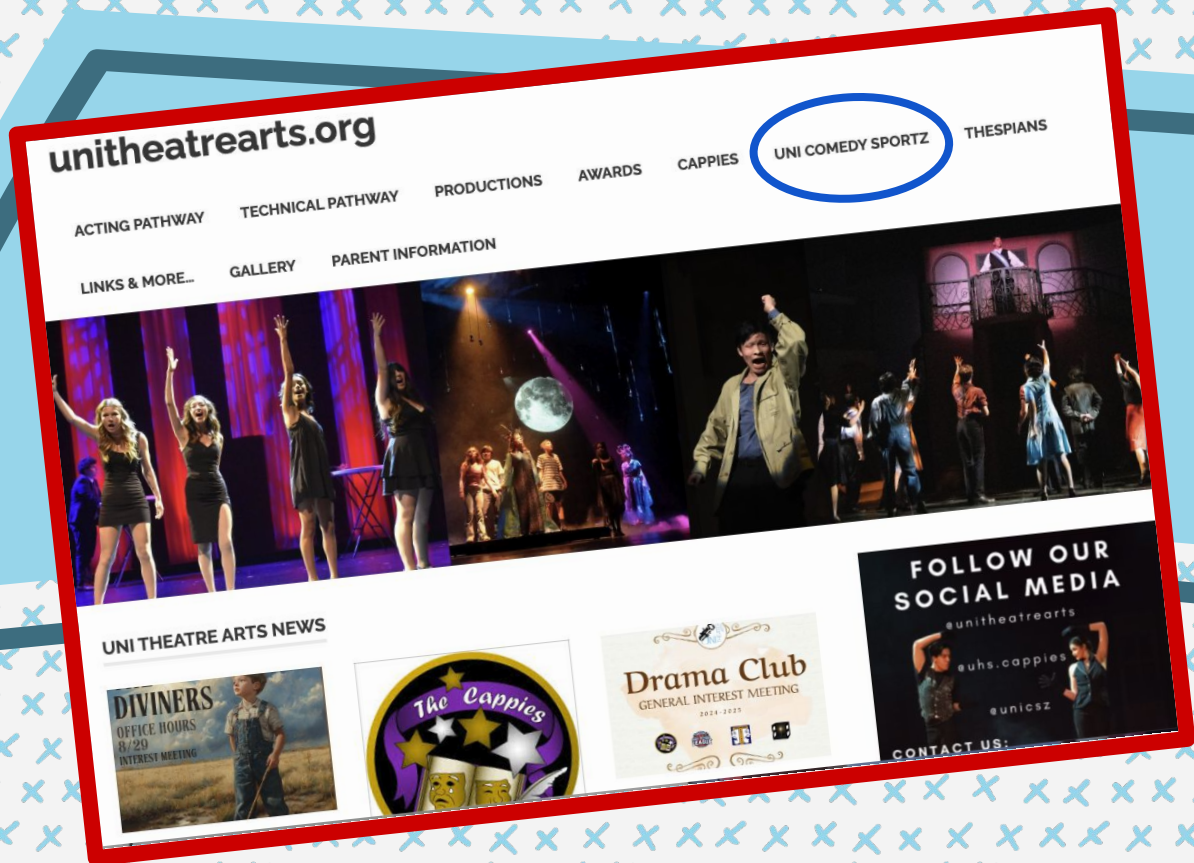 unitheatrearts.org
ACTING PATHWAY TECHNICAL PATHWAY PRODUCTIONS AWARDS CAPPIES UNI COMEDY SPORTZ THESPIANS
LINKS & MORE... GALLERY PARENT INFORMATION
UNI THEATRE ARTS NEWS
DIVINERS
OFFICE HOURS
8/29
INTEREST MEETING
The Cappies
Drama Club
GENERAL INTEREST MEETING
2024-2025
FOLLOW OUR
SOCIAL MEDIA
@unitheatrearts
@uhs.cappies
@unicsz
CONTACT US: